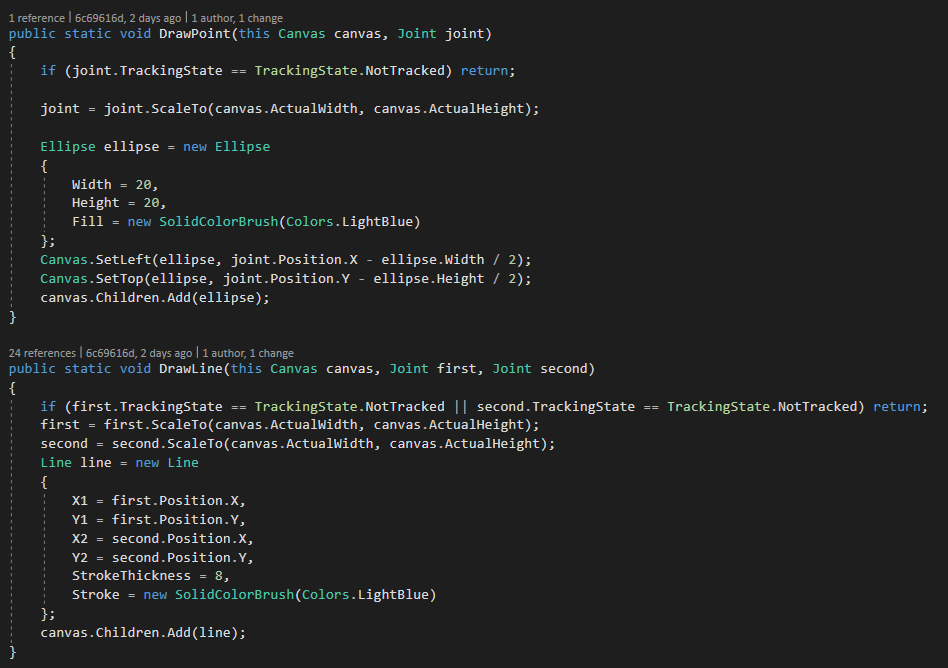 1 reference | 6c69616d, 2 days ago | 1 author, 1 change
public static void DrawPoint(this Canvas canvas, Joint joint)
{
    if (joint.TrackingState == TrackingState.NotTracked) return;
    joint = joint.ScaleTo(canvas.ActualWidth, canvas.ActualHeight);
    Ellipse ellipse = new Ellipse
    {
        Width = 20,
        Height = 20,
        Fill = new SolidColorBrush(Colors.LightBlue)
    };
    Canvas.SetLeft(ellipse, joint.Position.X - ellipse.Width / 2);
    Canvas.SetTop(ellipse, joint.Position.Y - ellipse.Height / 2);
    canvas.Children.Add(ellipse);
}
24 references | 6c69616d, 2 days ago | 1 author, 1 change
public static void DrawLine(this Canvas canvas, Joint first, Joint second)
{
    if (first.TrackingState == TrackingState.NotTracked || second.TrackingState == TrackingState.NotTracked) return;
    first = first.ScaleTo(canvas.ActualWidth, canvas.ActualHeight);
    second = second.ScaleTo(canvas.ActualWidth, canvas.ActualHeight);
    Line line = new Line
    {
        X1 = first.Position.X,
        Y1 = first.Position.Y,
        X2 = second.Position.X,
        Y2 = second.Position.Y,
        StrokeThickness = 8,
        Stroke = new SolidColorBrush(Colors.LightBlue)
    };
    canvas.Children.Add(line);
}